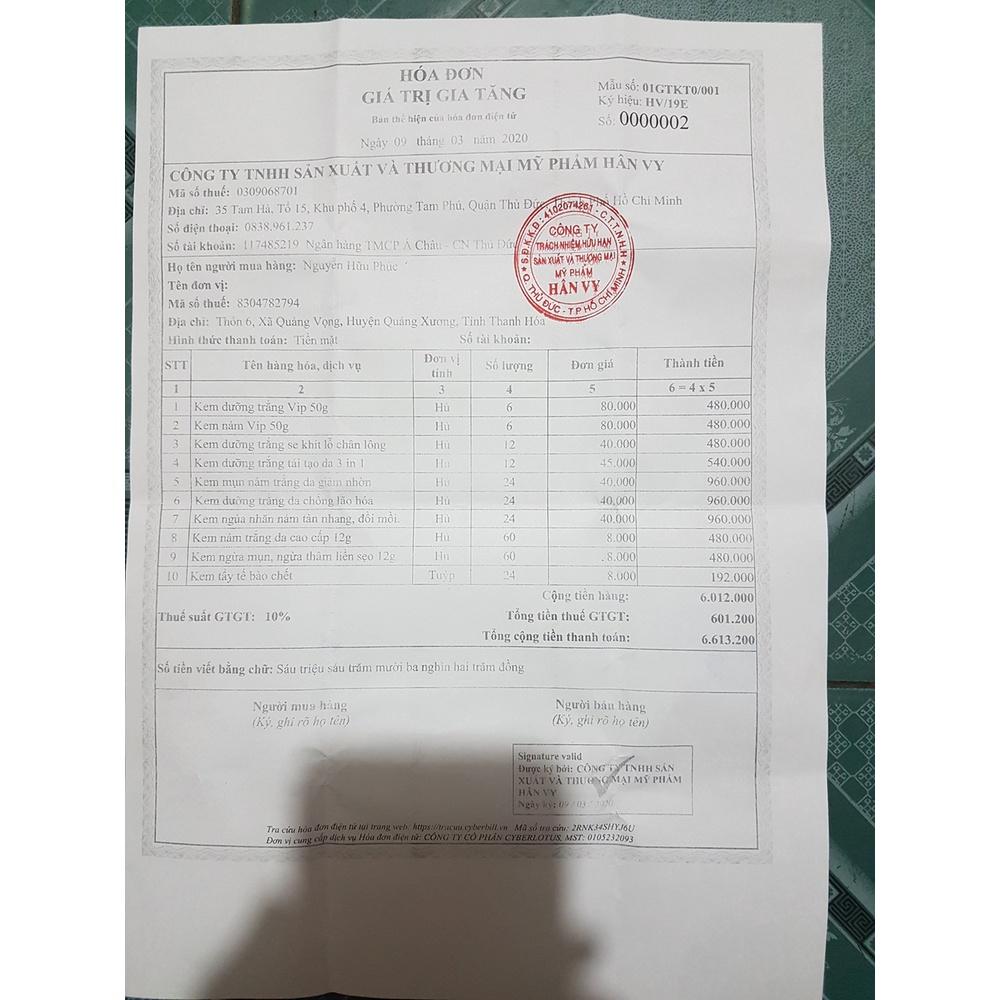 HÓA ĐƠN
GIÁ TRỊ GIA TĂNG
Bản thể hiện của hóa đơn điện tử
Ngày 09 tháng 03 năm 2020
Mẫu số: 01GTKT0/001
Ký hiệu: HV/19E
Số: 0000002
CÔNG TY TNHH SẢN XUẤT VÀ THƯƠNG MẠI MỸ PHẨM HÂN VY
Mã số thuế: 0309068701
Địa chỉ: 35 Tam Hà, Tổ 15, Khu phố 4, Phường Tam Phú, Quận Thủ Đức, Thành Phố Hồ Chí Minh
Số điện thoại: 0838.961.237
Số tài khoản: 117485219 Ngân hàng TMCP Á Châu - CN Thủ Đức
S.Đ.K.K.D: 4102074261 - C.T.T.N.H.H
CÔNG TY
TRÁCH NHIỆM HỮU HẠN
SẢN XUẤT VÀ THƯƠNG MẠI
MỸ PHẨM
HÂN VY
Q. THỦ ĐỨC - T.P HỒ CHÍ MINH
Họ tên người mua hàng: Nguyễn Hữu Phúc
Tên đơn vị:
Mã số thuế: 8304782794
Địa chỉ: Thôn 6, Xã Quảng Vọng, Huyện Quảng Xương, Tỉnh Thanh Hóa
Hình thức thanh toán: Tiền mặt Số tài khoản:
STT Tên hàng hóa, dịch vụ Đơn vị tính Số lượng Đơn giá Thành tiền
1 2 3 4 5 6 = 4 x 5
1 Kem dưỡng trắng Vip 50g Hũ 6 80.000 480.000
2 Kem nám Vip 50g Hũ 6 80.000 480.000
3 Kem dưỡng trắng se khít lỗ chân lông Hũ 12 40.000 480.000
4 Kem dưỡng trắng tái tạo da 3 in 1 Hũ 12 45.000 540.000
5 Kem mụn nám trắng da giảm nhờn Hũ 24 40.000 960.000
6 Kem dưỡng trắng da chống lão hóa Hũ 24 40.000 960.000
7 Kem ngừa nhăn nám tàn nhang, đồi mồi. Hũ 24 40.000 960.000
8 Kem nám trắng da cao cấp 12g Hũ 60 8.000 480.000
9 Kem ngừa mụn, ngừa thâm liền sẹo 12g Hũ 60 8.000 480.000
10 Kem tẩy tế bào chết Tuýp 24 8.000 192.000
Cộng tiền hàng: 6.012.000
Thuế suất GTGT: 10% Tổng tiền thuế GTGT: 601.200
Tổng cộng tiền thanh toán: 6.613.200
Số tiền viết bằng chữ: Sáu triệu sáu trăm mười ba nghìn hai trăm đồng
Người mua hàng Người bán hàng
(Ký, ghi rõ họ tên) (Ký, ghi rõ họ tên)
Signature valid
Được ký bởi: CÔNG TY TNHH SẢN
XUẤT VÀ THƯƠNG MẠI MỸ PHẨM
HÂN VY
Ngày ký: 09/03/2020
Tra cứu hóa đơn điện tử tại trang web: https://tracuu.cyberbill.vn Mã số tra cứu: 2RNK34SHYJ6U
Đơn vị cung cấp dịch vụ Hóa đơn điện tử: CÔNG TY CỔ PHẦN CYBERLOTUS, MST: 0105232093